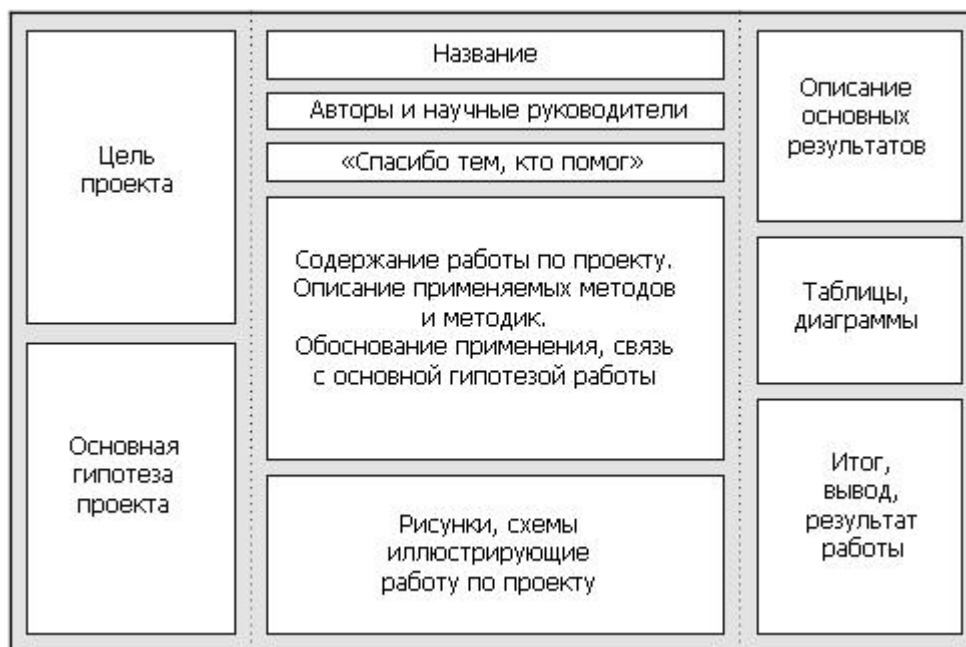 Цель
проекта
Основная
гипотеза
проекта
Название
Авторы и научные руководители
«Спасибо тем, кто помог»
Содержание работы по проекту.
Описание применяемых методов
и методик.
Обоснование применения, связь
с основной гипотезой работы
Рисунки, схемы
иллюстрирующие
работу по проекту
Описание
основных
результатов
Таблицы,
диаграммы
Итог,
вывод,
результат
работы